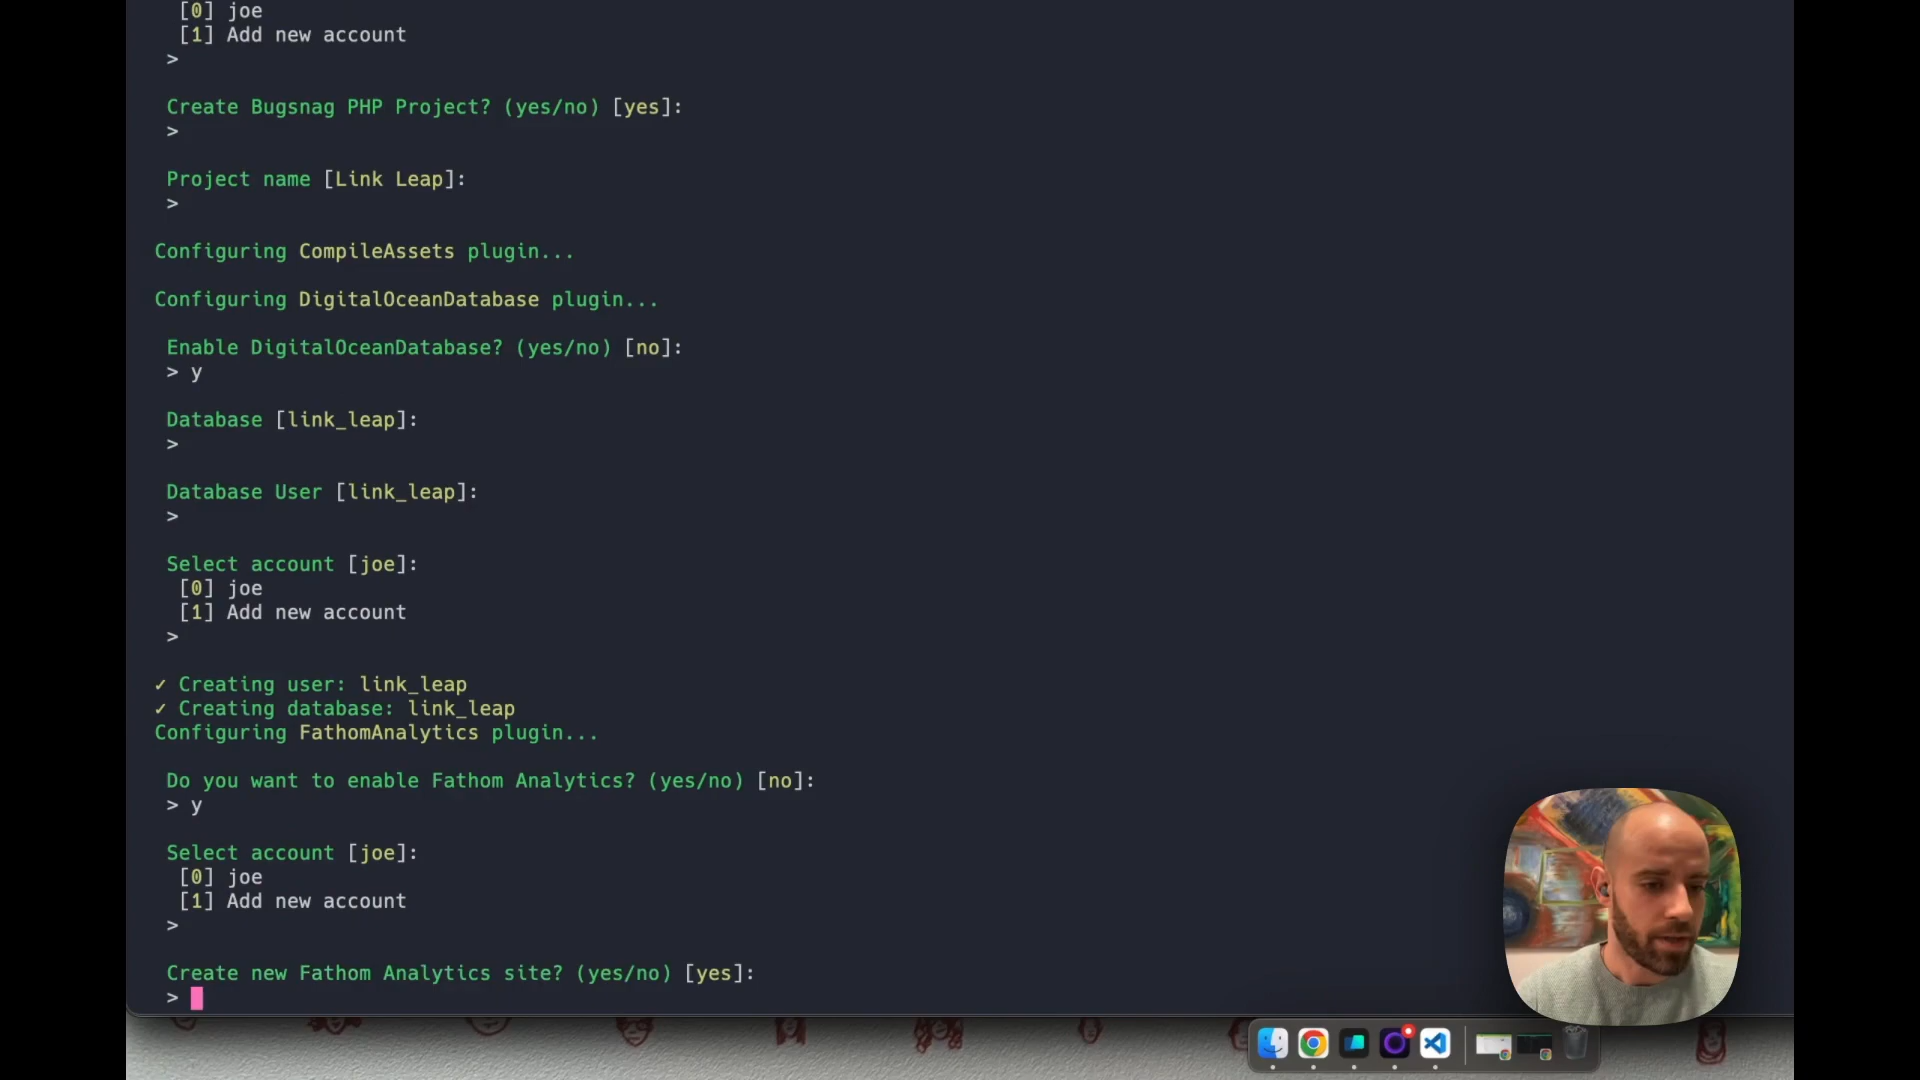 [0] joe
[1] Add new account
>
Create Bugsnag PHP Project? (yes/no) [yes]:
>
Project name [Link Leap]:
>
Configuring CompileAssets plugin...
Configuring DigitalOceanDatabase plugin...
Enable DigitalOceanDatabase? (yes/no) [no]:
> y
Database [link_leap]:
>
Database User [link_leap]:
>
Select account [joe]:
[0] joe
[1] Add new account
>
✓ Creating user: link_leap
✓ Creating database: link_leap
Configuring FathomAnalytics plugin...
Do you want to enable Fathom Analytics? (yes/no) [no]:
> y
Select account [joe]:
[0] joe
[1] Add new account
>
Create new Fathom Analytics site? (yes/no) [yes]:
>